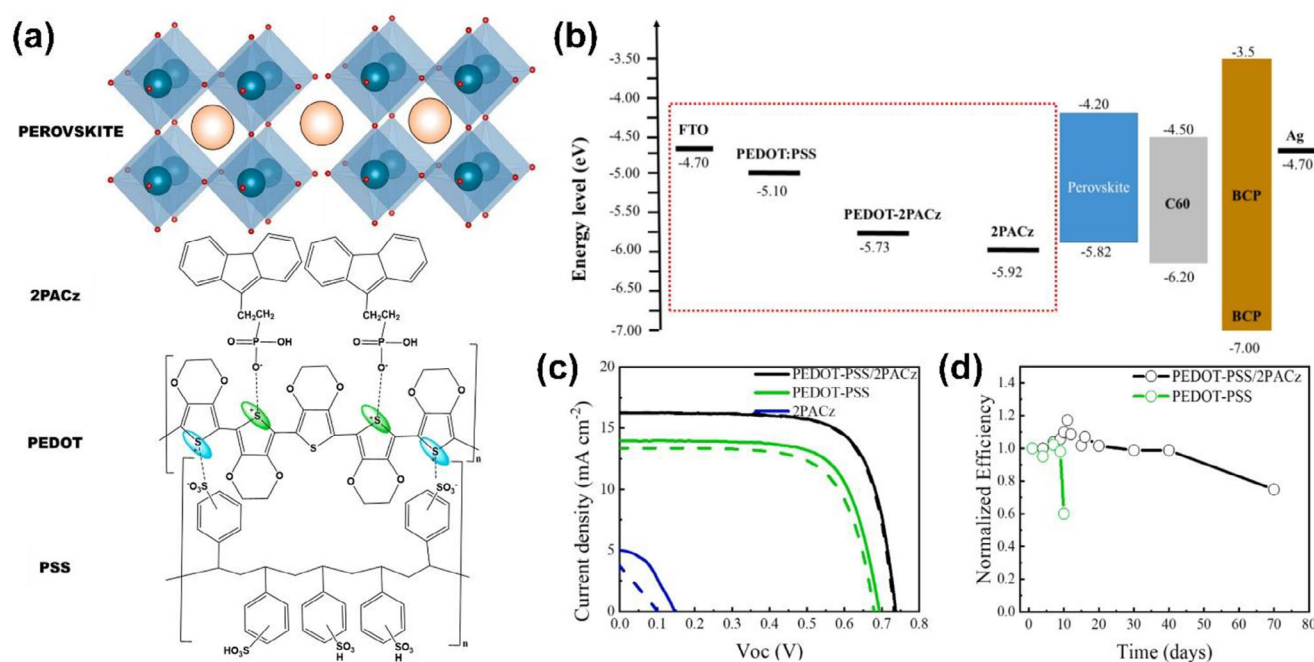 (a)
PEROVSKITE
2PACz
CH₂CH₂ CH₂CH₂
O=P–OH O=P–OH
O⁻ O⁻
O O O O O O
PEDOT
S⁺ S⁺
S⁺ S S⁺
n
O O O O
⁻O₃S SO₃⁻
PSS
HO₃S SO₃H SO₃H
n
(b)
Energy level (eV)
-3.50
-4.00
-4.50
-5.00
-5.50
-6.00
-6.50
-7.00
FTO
-4.70
PEDOT:PSS
-5.10
PEDOT-2PACz
-5.73
2PACz
-5.92
-4.20
Perovskite
-5.82
-4.50
C60
-6.20
-3.5
BCP
BCP
-7.00
Ag
-4.70
(c)
Current density (mA cm⁻²)
20
15
10
5
0
PEDOT-PSS/2PACz
PEDOT-PSS
2PACz
0.0 0.1 0.2 0.3 0.4 0.5 0.6 0.7 0.8
Voc (V)
(d)
Normalized Efficiency
1.4
1.2
1.0
0.8
0.6
0.4
0.2
0.0
PEDOT-PSS/2PACz
PEDOT-PSS
0 10 20 30 40 50 60 70 80
Time (days)